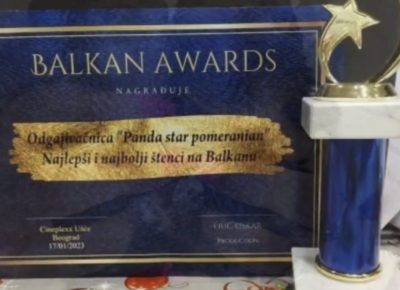 BALKAN AWARDS
NAGRAĐUJE
Odgajivačnica "Panda star pomeranian"
Najlepši i najbolji štenci na Balkanu
Cineplexx Ušće
Beograd
17/01/2023
PRODUCTION